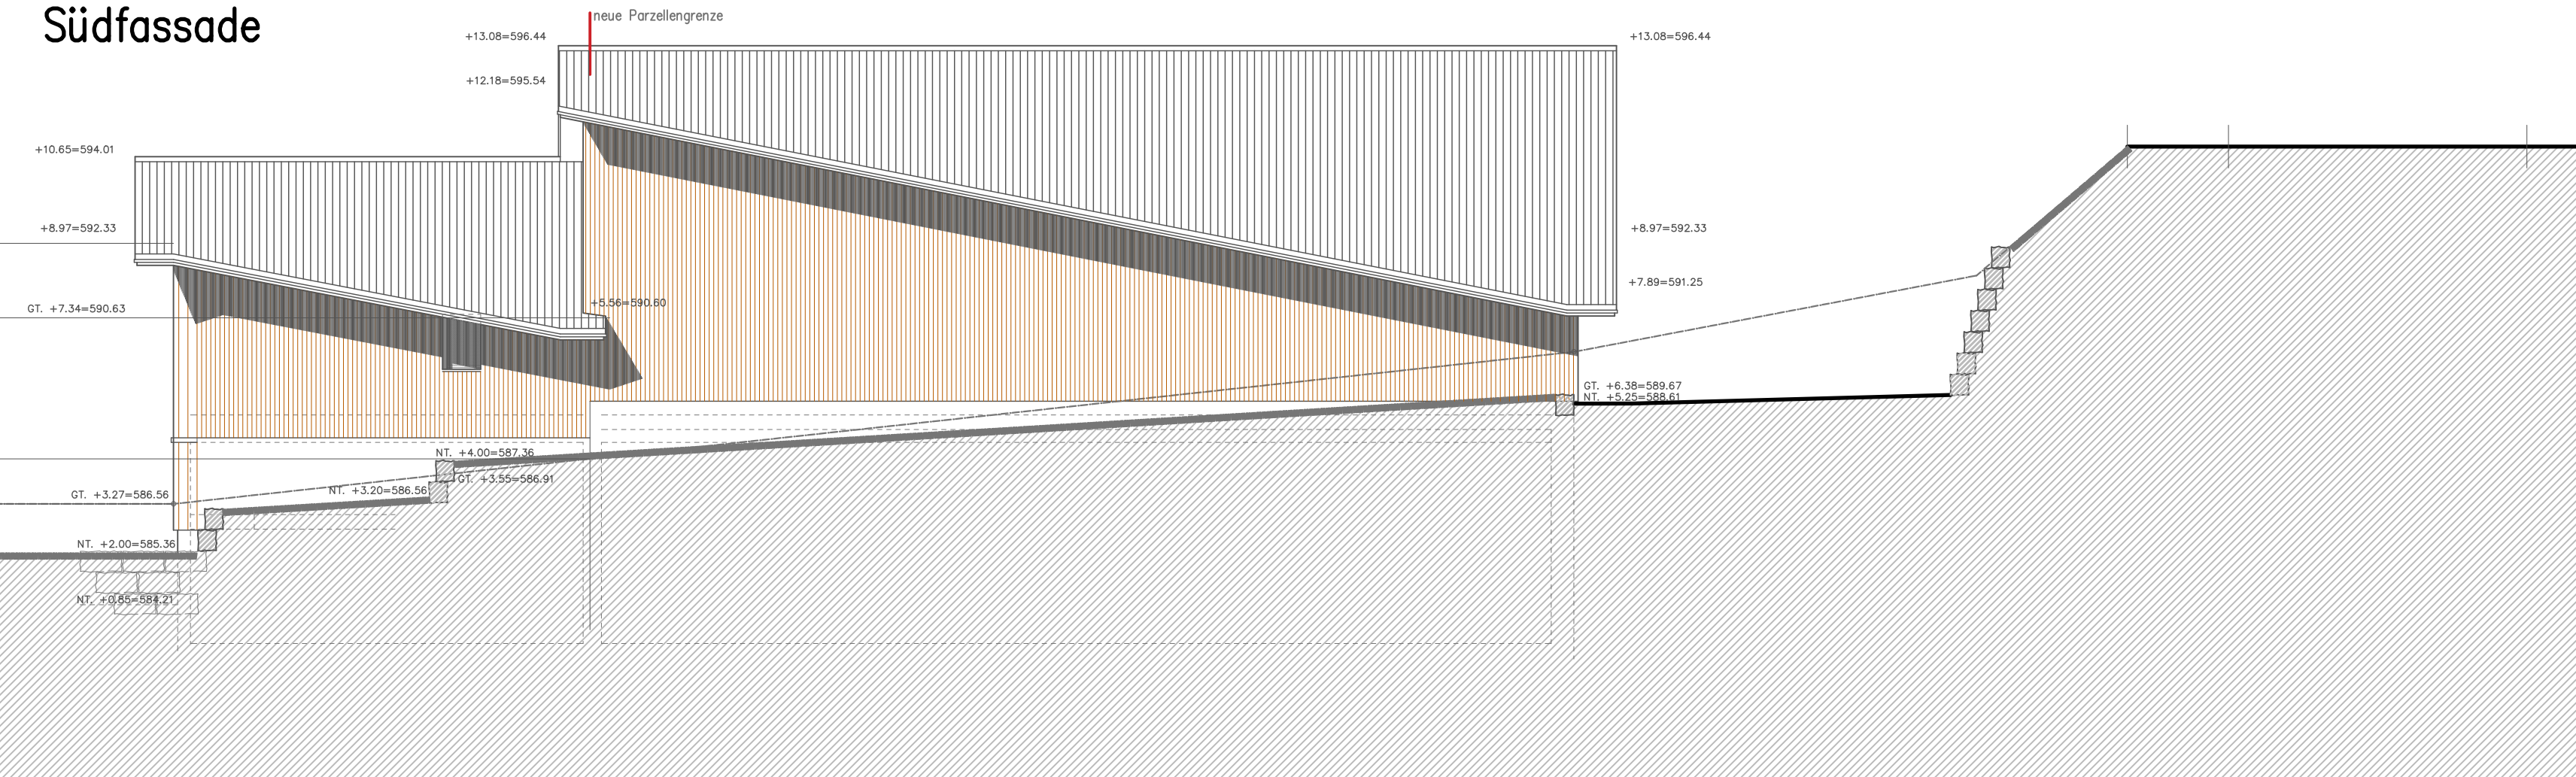 Südfassade
neue Parzellengrenze
+13.08=596.44
+13.08=596.44
+12.18=595.54
+10.65=594.01
+8.97=592.33
+8.97=592.33
+7.89=591.25
+5.56=590.60
GT. +7.34=590.63
GT. +6.38=589.67
NT. +5.25=588.61
NT. +4.00=587.36
GT. +3.55=586.91
NT. +3.20=586.56
GT. +3.27=586.56
NT. +2.00=585.36
NT. +0.85=584.21